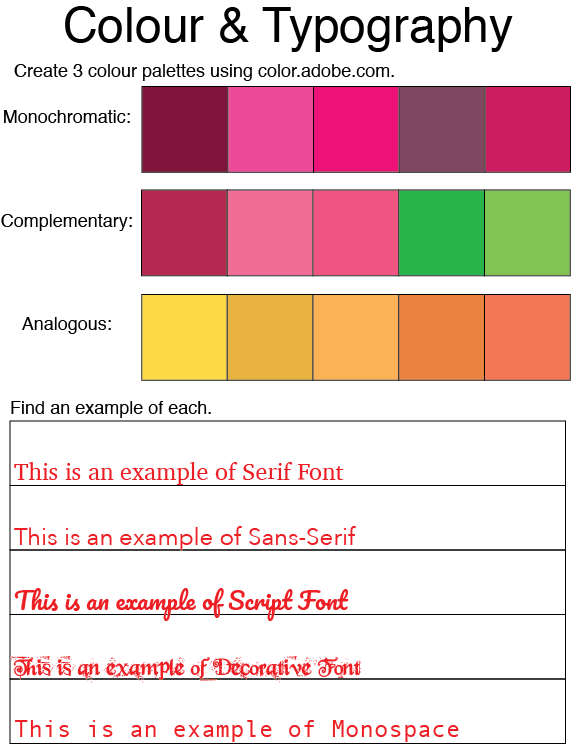 Colour & Typography
Create 3 colour palettes using color.adobe.com.
Monochromatic:
Complementary:
Analogous:
Find an example of each.
This is an example of Serif Font
This is an example of Sans-Serif
This is an example of Script Font
This is an example of Decorative Font
This is an example of Monospace